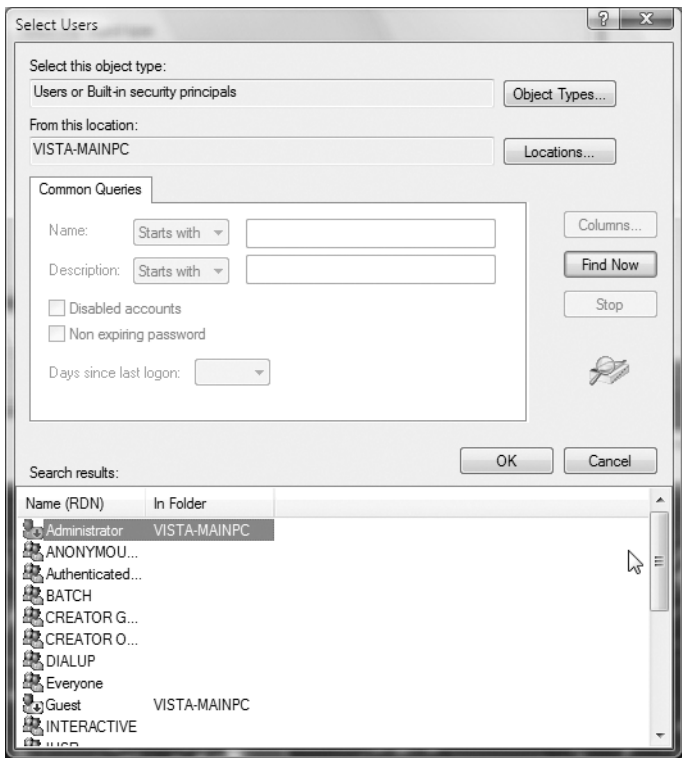 Select Users
Select this object type:
Users or Built-in security principals
Object Types...
From this location:
VISTA-MAINPC
Locations...
Common Queries
Name:
Starts with
Columns...
Description:
Starts with
Find Now
Disabled accounts
Stop
Non expiring password
Days since last logon:
OK
Cancel
Search results:
Name (RDN) In Folder
Administrator VISTA-MAINPC
ANONYMOU...
Authenticated...
BATCH
CREATOR G...
CREATOR O...
DIALUP
Everyone
Guest VISTA-MAINPC
INTERACTIVE